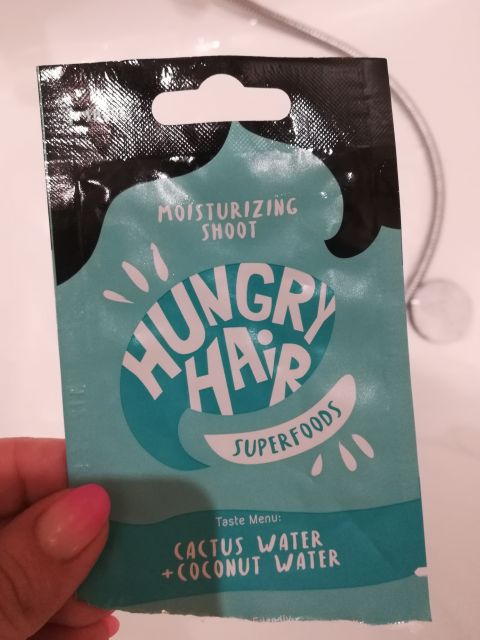 MOISTURIZING
SHOOT
HUNGRY
HAiR
SUPERFOODS
Taste Menu:
CACTUS WATER
+COCONUT WATER